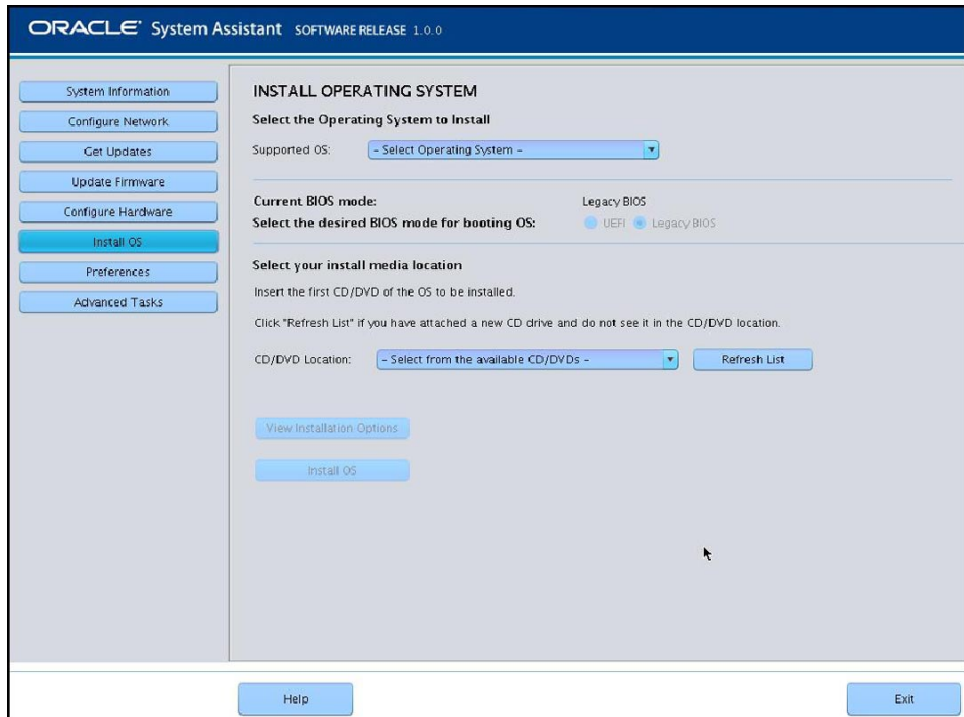 ORACLE System Assistant SOFTWARE RELEASE 1.0.0
System Information
Configure Network
Get Updates
Update Firmware
Configure Hardware
Install OS
Preferences
Advanced Tasks
INSTALL OPERATING SYSTEM
Select the Operating System to Install
Supported OS: - Select Operating System -
Current BIOS mode: Legacy BIOS
Select the desired BIOS mode for booting OS: UEFI Legacy BIOS
Select your install media location
Insert the first CD/DVD of the OS to be installed.
Click "Refresh List" if you have attached a new CD drive and do not see it in the CD/DVD location.
CD/DVD Location: - Select from the available CD/DVDs - Refresh List
View Installation Options
Install OS
Help Exit